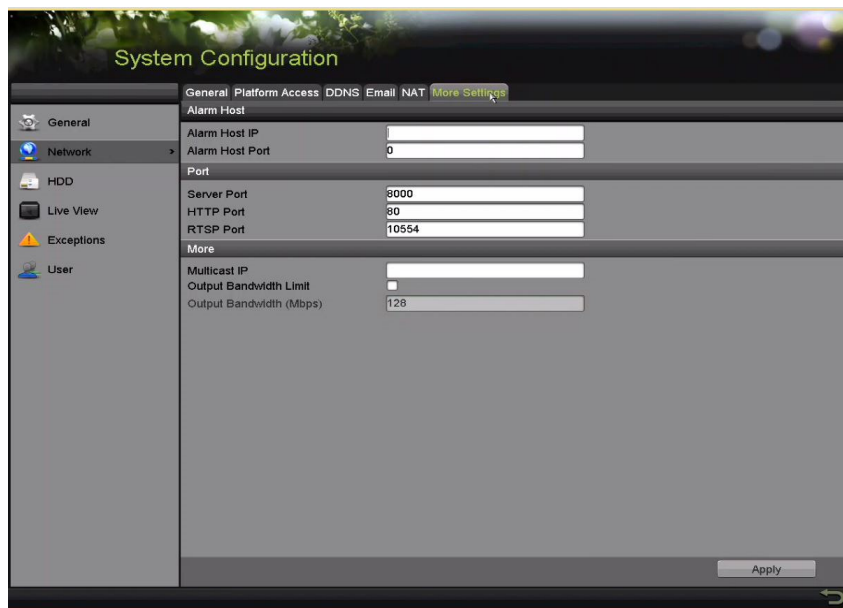 System Configuration
General Platform Access DDNS Email NAT More Settings
General
Network
HDD
Live View
Exceptions
User
Alarm Host
Alarm Host IP
Alarm Host Port 0
Port
Server Port 8000
HTTP Port 80
RTSP Port 10554
More
Multicast IP
Output Bandwidth Limit
Output Bandwidth (Mbps) 128
Apply